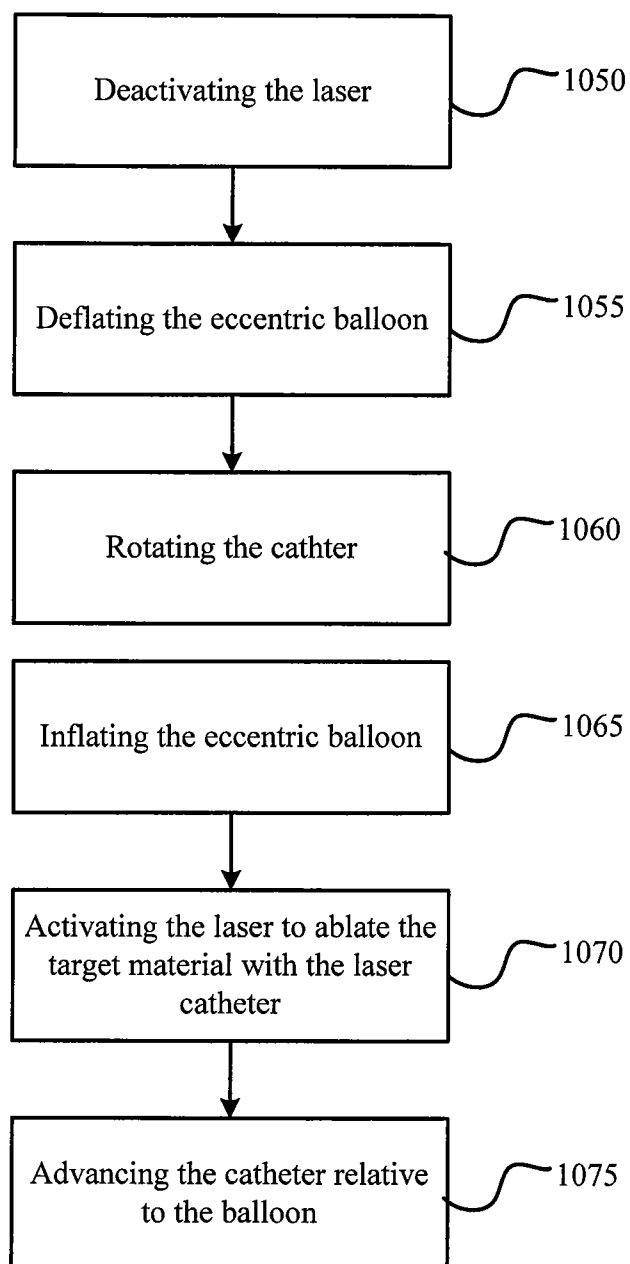 Deactivating the laser
1050
Deflating the eccentric balloon
1055
Rotating the cathter
1060
Inflating the eccentric balloon
1065
Activating the laser to ablate the
target material with the laser
catheter
1070
Advancing the catheter relative
to the balloon
1075